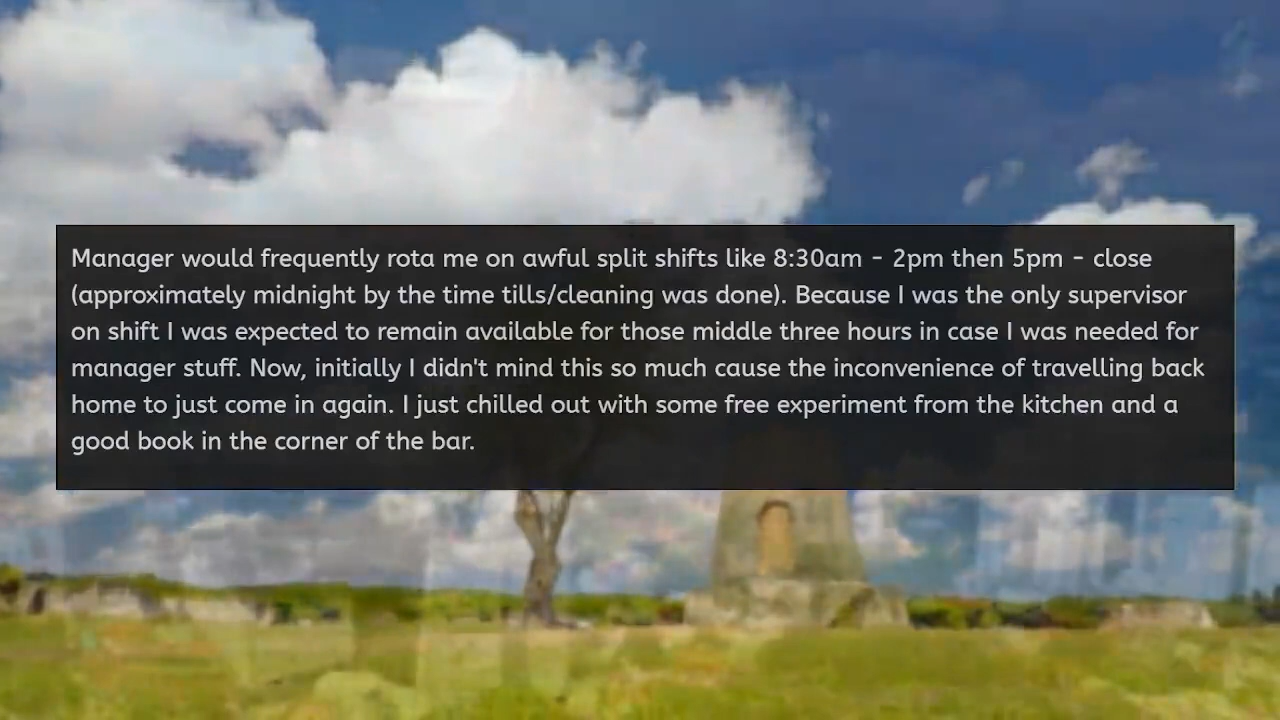 Manager would frequently rota me on awful split shifts like 8:30am - 2pm then 5pm - close
(approximately midnight by the time tills/cleaning was done). Because I was the only supervisor
on shift I was expected to remain available for those middle three hours in case I was needed for
manager stuff. Now, initially I didn't mind this so much cause the inconvenience of travelling back
home to just come in again. I just chilled out with some free experiment from the kitchen and a
good book in the corner of the bar.